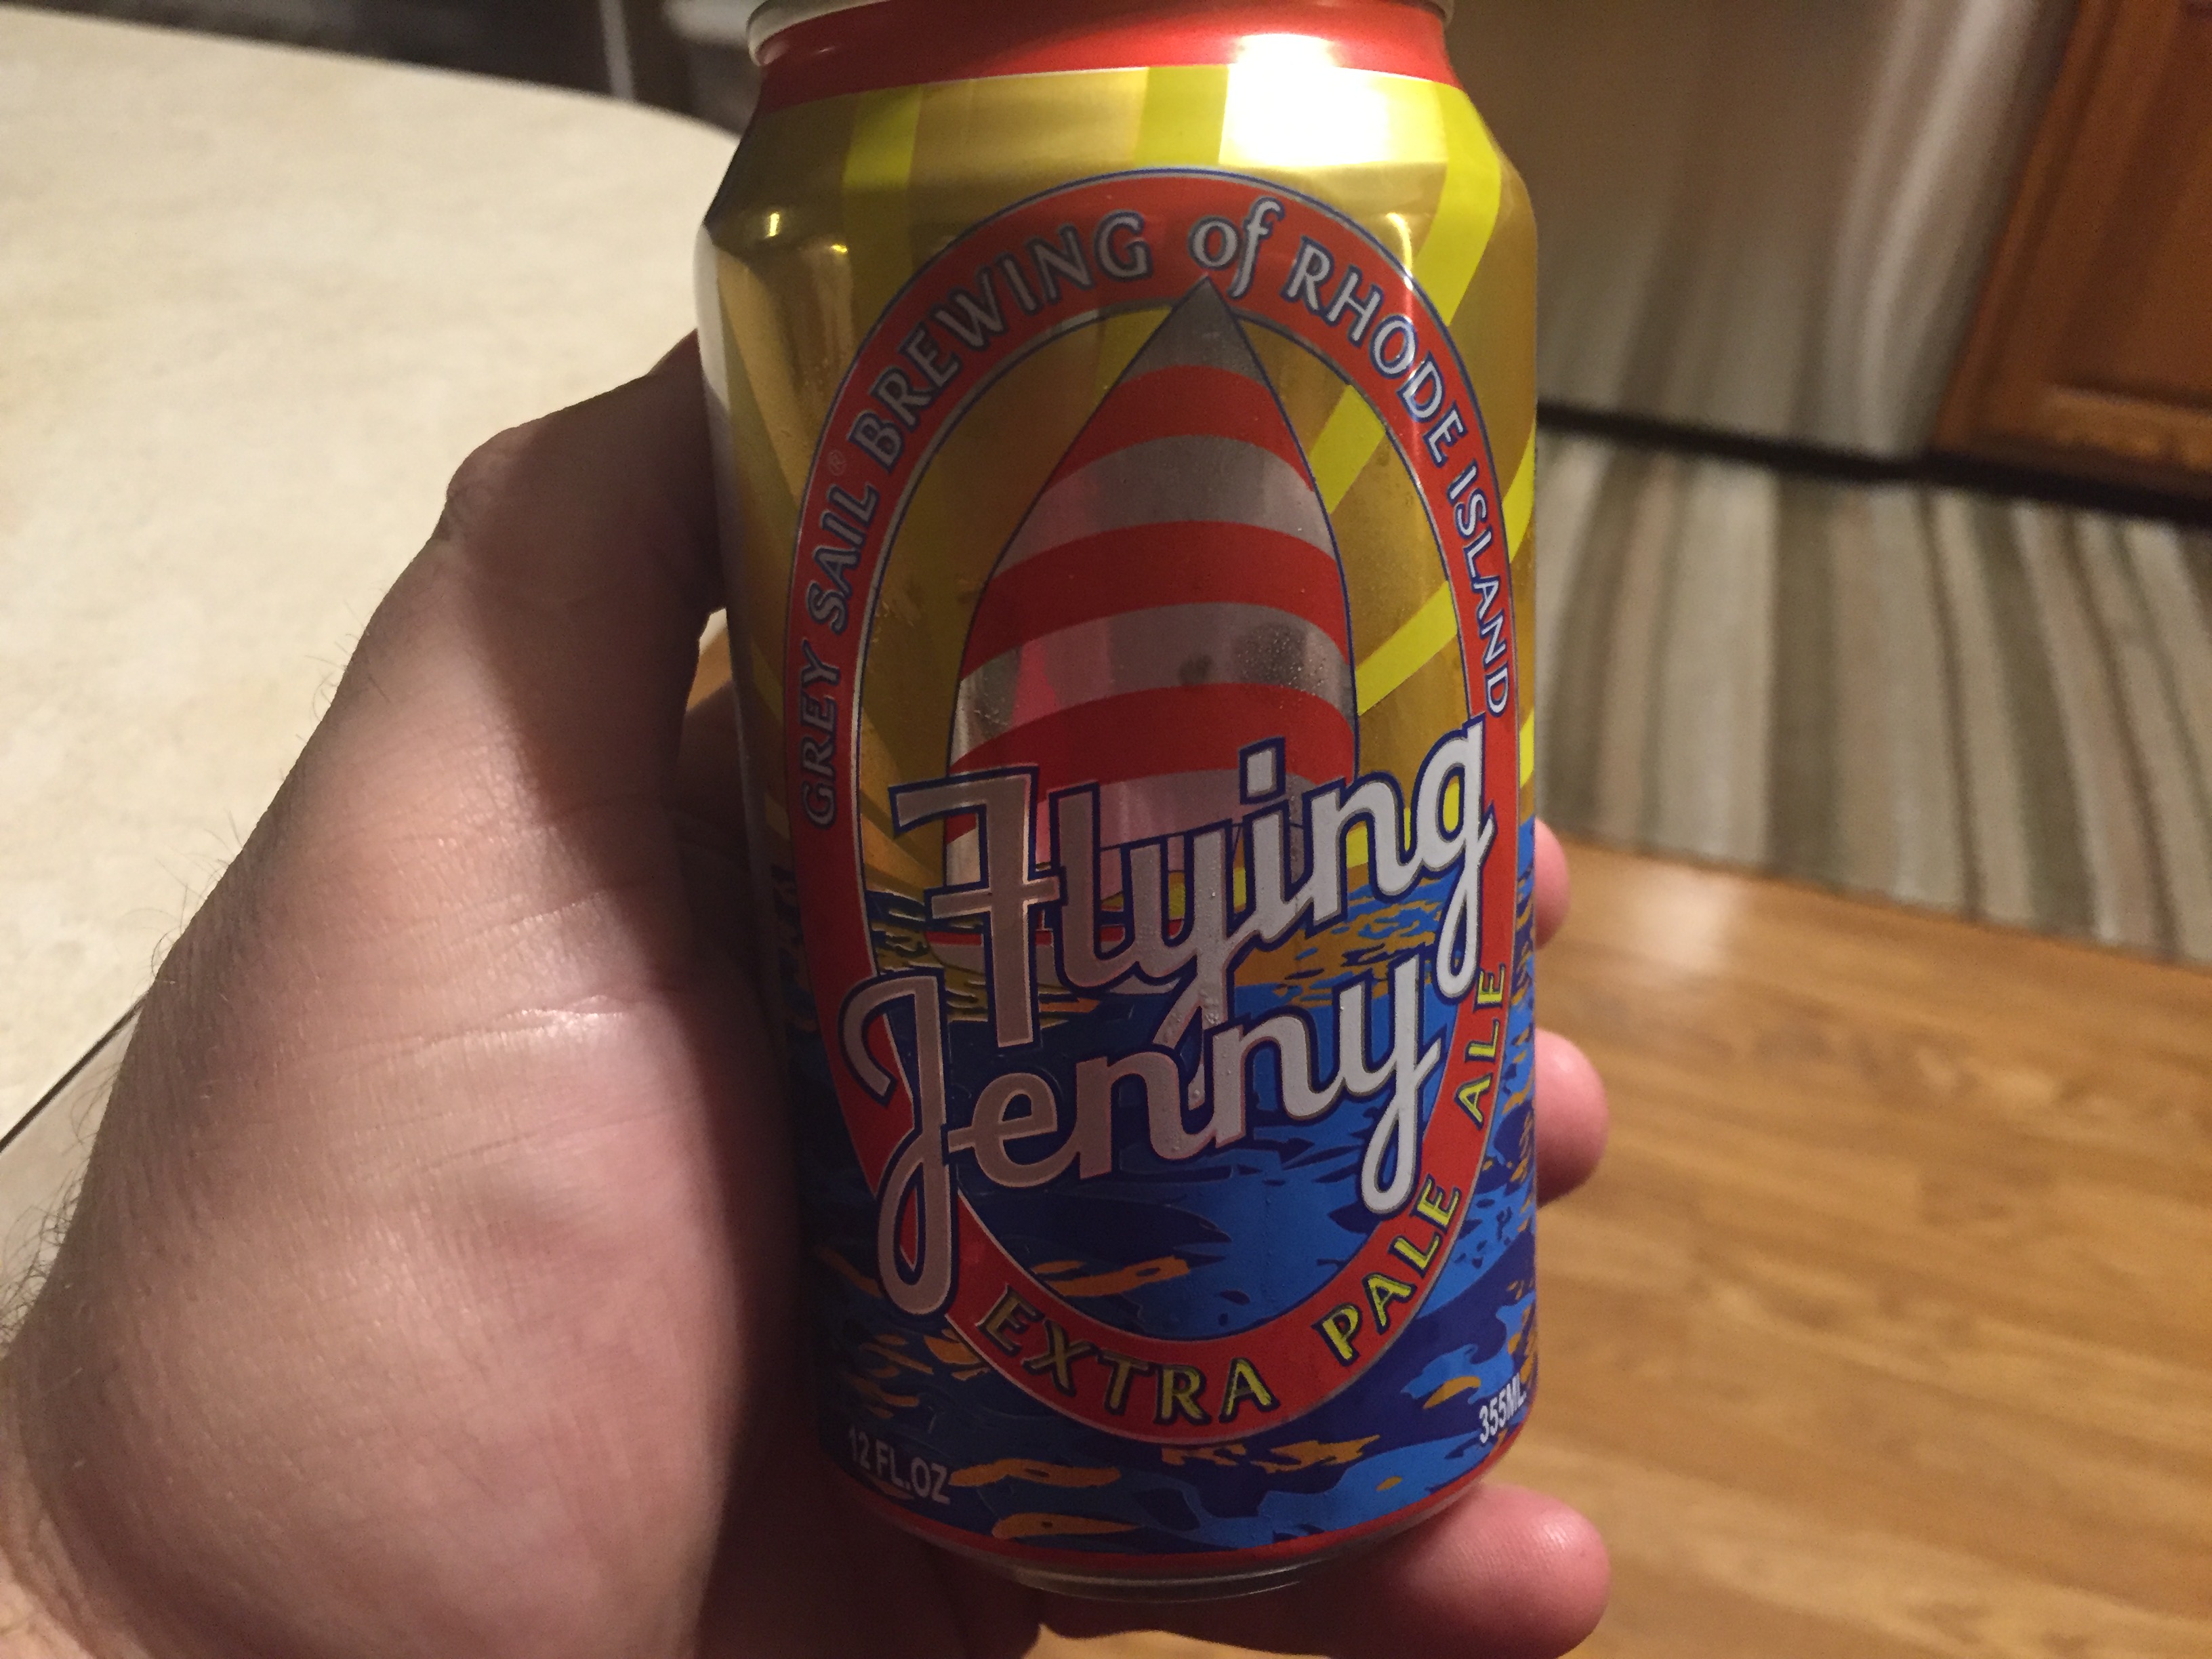 GREY SAIL® BREWING of RHODE ISLAND
Flying
Jenny
EXTRA PALE ALE
12 FL.OZ
355ML